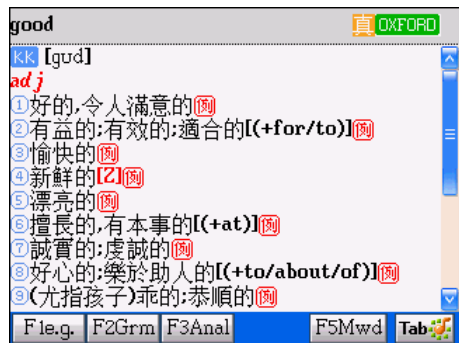 good 真 OXFORD
KK [gʊd]
adj
①好的,令人滿意的例
②有益的;有效的;適合的[(+for/to)]例
③愉快的例
④新鮮的[Z]例
⑤漂亮的例
⑥擅長的,有本事的[(+at)]例
⑦誠實的;虔誠的例
⑧好心的;樂於助人的[(+to/about/of)]例
⑨(尤指孩子)乖的;恭順的例
F1e.g. F2Grm F3Anal F5Mwd Tab